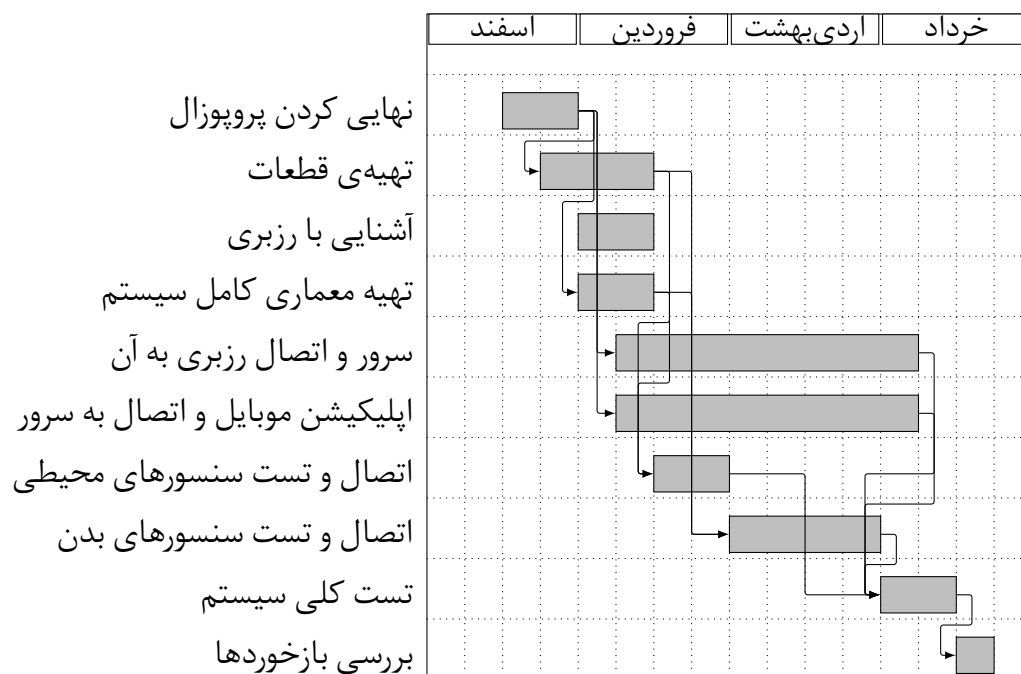 اسفند فروردین اردی‌بهشت خرداد
نهایی کردن پروپوزال
تهیه‌ی قطعات
آشنایی با رزبری
تهیه معماری کامل سیستم
سرور و اتصال رزبری به آن
اپلیکیشن موبایل و اتصال به سرور
اتصال و تست سنسورهای محیطی
اتصال و تست سنسورهای بدن
تست کلی سیستم
بررسی بازخوردها